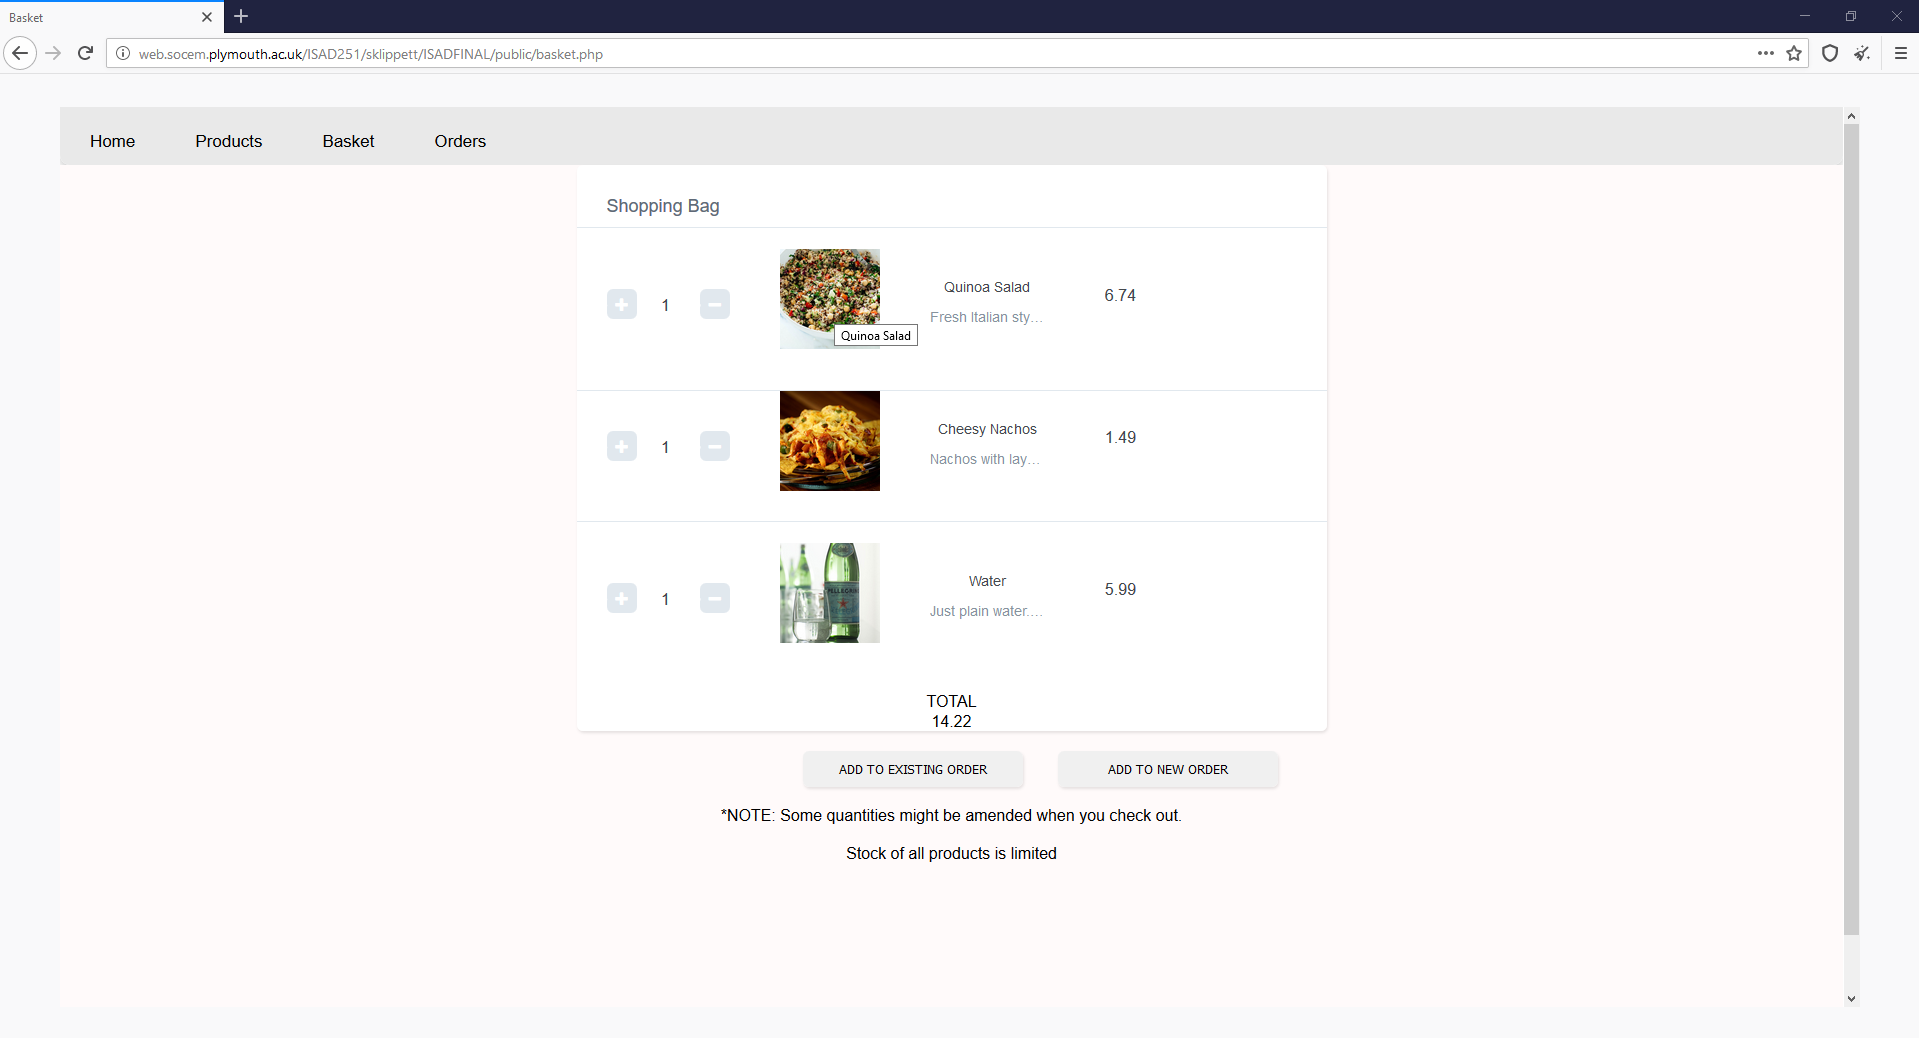 Basket
web.socem.plymouth.ac.uk/ISAD251/sklippett/ISADFINAL/public/basket.php
Home Products Basket Orders
Shopping Bag
1
Quinoa Salad
Fresh Italian sty...
6.74
Quinoa Salad
1
Cheesy Nachos
Nachos with lay...
1.49
1
PELLEGRINO
Water
Just plain water....
5.99
TOTAL
14.22
ADD TO EXISTING ORDER ADD TO NEW ORDER
*NOTE: Some quantities might be amended when you check out.
Stock of all products is limited